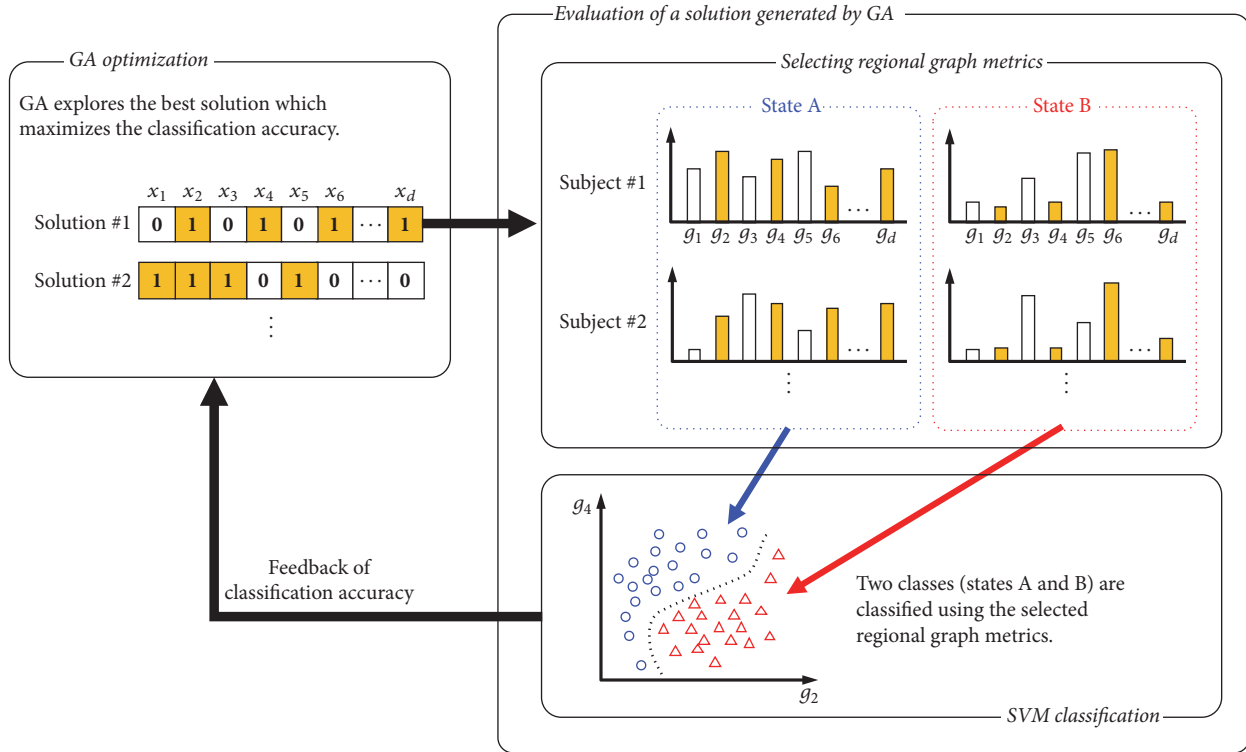 Evaluation of a solution generated by GA
GA optimization
GA explores the best solution which
maximizes the classification accuracy.
x1 x2 x3 x4 x5 x6 xd
Solution #1 0 1 0 1 0 1 ··· 1
Solution #2 1 1 1 0 1 0 ··· 0
⋮
Selecting regional graph metrics
State A
State B
Subject #1
g1 g2 g3 g4 g5 g6 ··· gd
g1 g2 g3 g4 g5 g6 ··· gd
Subject #2
···
···
⋮
⋮
Feedback of
classification accuracy
g4
g2
Two classes (states A and B) are
classified using the selected
regional graph metrics.
SVM classification